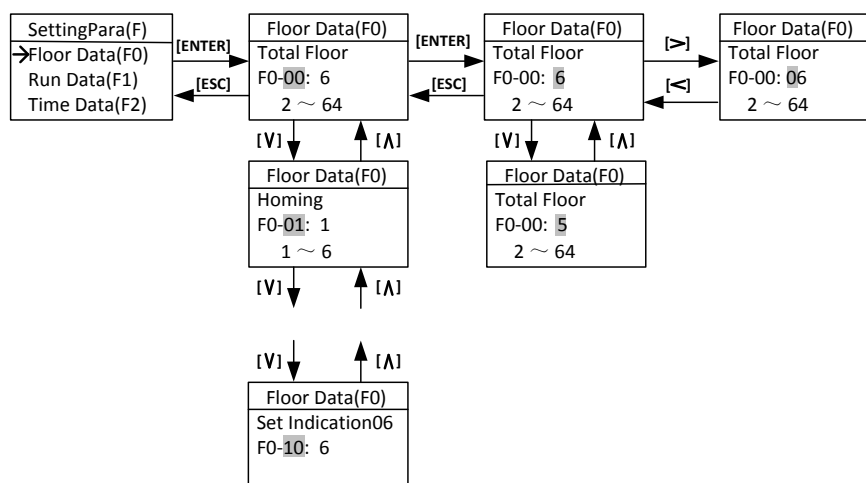 SettingPara(F)
→Floor Data(F0)
Run Data(F1)
Time Data(F2)
[ENTER]
[ESC]
Floor Data(F0)
Total Floor
F0-00: 6
2 ～ 64
[ENTER]
[ESC]
Floor Data(F0)
Total Floor
F0-00: 6
2 ～ 64
[>]
[<]
Floor Data(F0)
Total Floor
F0-00: 06
2 ～ 64
[∨]
[∧]
[∨]
[∧]
Floor Data(F0)
Homing
F0-01: 1
1 ～ 6
Floor Data(F0)
Total Floor
F0-00: 5
2 ～ 64
[∨]
[∧]
[∨]
[∧]
Floor Data(F0)
Set Indication06
F0-10: 6